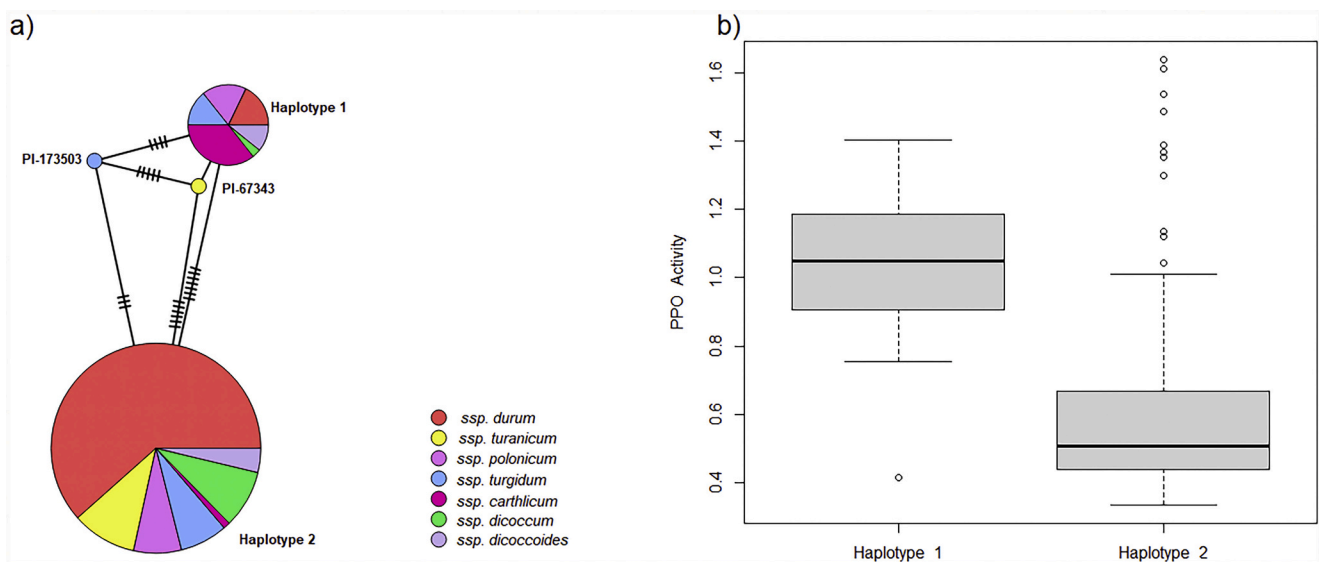 a)
Haplotype 1
PI-173503
PI-67343
Haplotype 2
ssp. durum
ssp. turanicum
ssp. polonicum
ssp. turgidum
ssp. carthlicum
ssp. dicoccum
ssp. dicoccoides
b)
PPO Activity
1.6
1.4
1.2
1.0
0.8
0.6
0.4
Haplotype 1
Haplotype 2